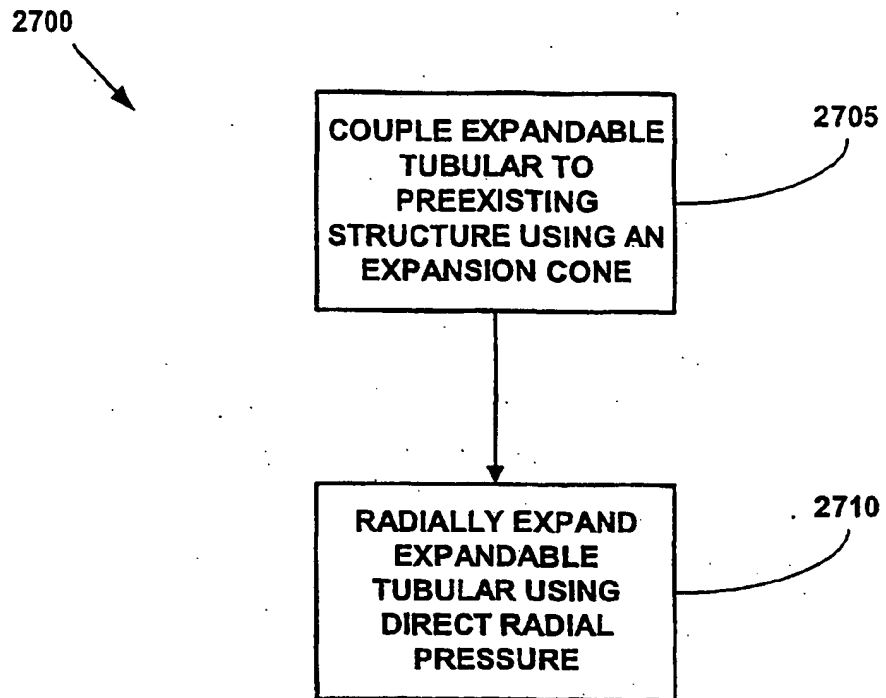 2700
COUPLE EXPANDABLE
TUBULAR TO
PREEXISTING
STRUCTURE USING AN
EXPANSION CONE
2705
RADIALLY EXPAND
EXPANDABLE
TUBULAR USING
DIRECT RADIAL
PRESSURE
2710